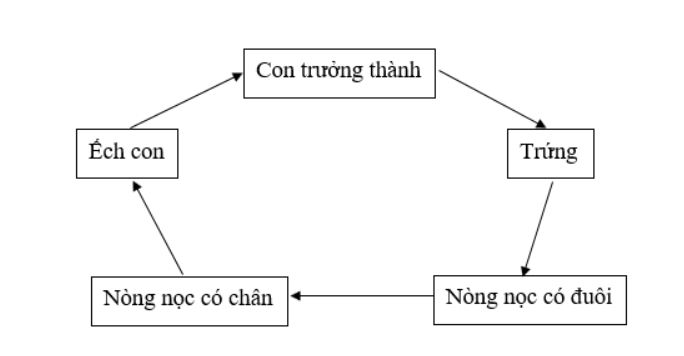 Con trưởng thành
Ếch con
Trứng
Nòng nọc có chân
Nòng nọc có đuôi